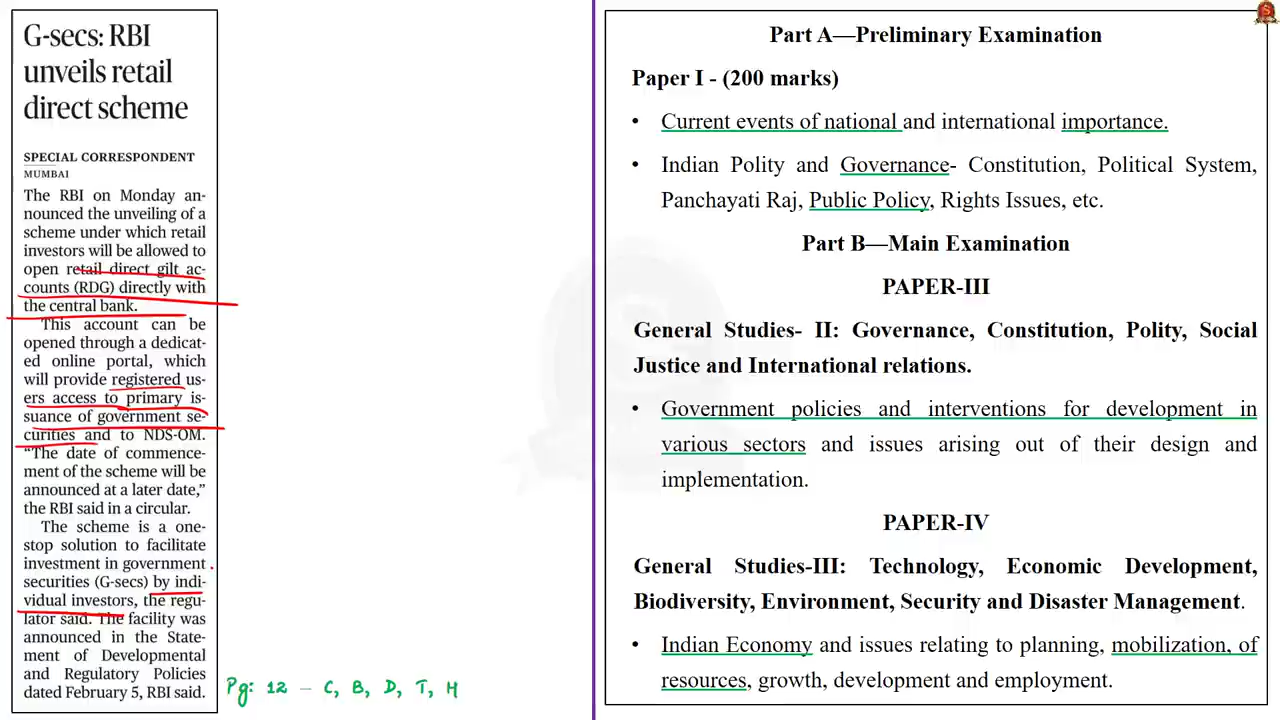 G-secs: RBI
unveils retail
direct scheme
SPECIAL CORRESPONDENT
MUMBAI
The RBI on Monday an-
nounced the unveiling of a
scheme under which retail
investors will be allowed to
open retail direct gilt ac-
counts (RDG) directly with
the central bank.
This account can be
opened through a dedicat-
ed online portal, which
will provide registered us-
ers access to primary is-
suance of government se-
curities and to NDS-OM.
“The date of commence-
ment of the scheme will be
announced at a later date,”
the RBI said in a circular.
The scheme is a one-
stop solution to facilitate
investment in government
securities (G-secs) by indi-
vidual investors, the regu-
lator said. The facility was
announced in the State-
ment of Developmental
and Regulatory Policies
dated February 5, RBI said.
Pg: 12 – C, B, D, T, H
Part A—Preliminary Examination
Paper I - (200 marks)
• Current events of national and international importance.
• Indian Polity and Governance- Constitution, Political System,
Panchayati Raj, Public Policy, Rights Issues, etc.
Part B—Main Examination
PAPER-III
General Studies- II: Governance, Constitution, Polity, Social
Justice and International relations.
• Government policies and interventions for development in
various sectors and issues arising out of their design and
implementation.
PAPER-IV
General Studies-III: Technology, Economic Development,
Biodiversity, Environment, Security and Disaster Management.
• Indian Economy and issues relating to planning, mobilization, of
resources, growth, development and employment.